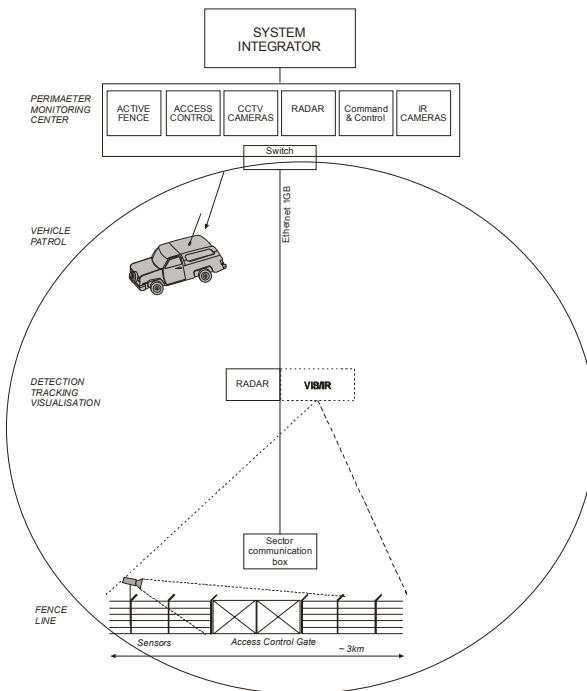 SYSTEM
INTEGRATOR
PERIMAETER
MONITORING
CENTER
ACTIVE
FENCE
ACCESS
CONTROL
CCTV
CAMERAS
RADAR
Command
& Control
IR
CAMERAS
Switch
Ethernet 1GB
VEHICLE
PATROL
DETECTION
TRACKING
VISUALISATION
RADAR
VIS/IR
Sector
communication
box
FENCE
LINE
Sensors
Access Control Gate
~ 3km